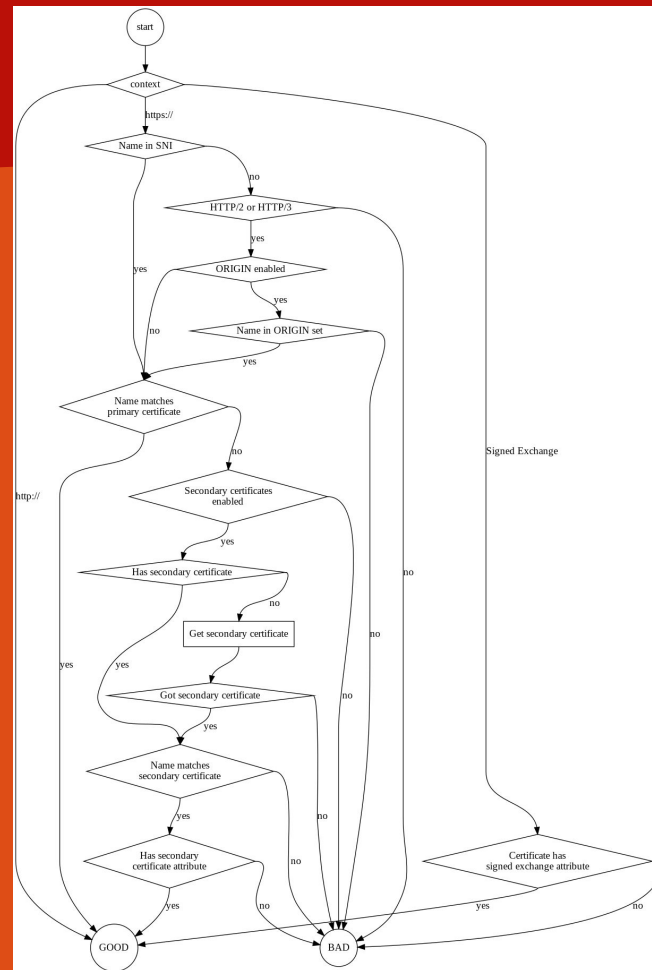 start
context
https://
Name in SNI
no
HTTP/2 or HTTP/3
yes
yes
ORIGIN enabled
yes
no
Name in ORIGIN set
yes
Name matches
primary certificate
no
Signed Exchange
Secondary certificates
enabled
http://
yes
Has secondary certificate
no
no
Get secondary certificate
no
yes
yes
Got secondary certificate
no
yes
Name matches
secondary certificate
yes
no
Has secondary
certificate attribute
no
Certificate has
signed exchange attribute
yes
no
yes
no
GOOD
BAD